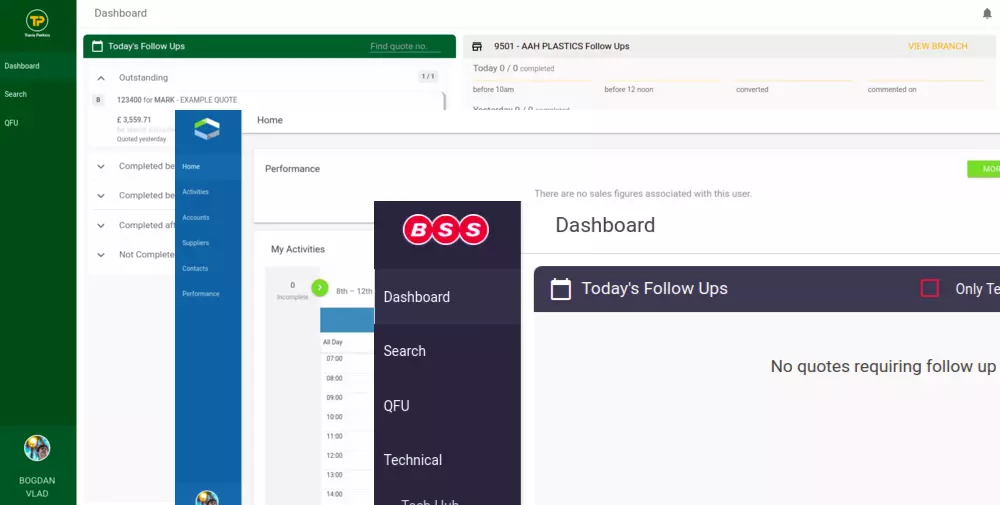 TP
Travis Perkins
Dashboard
Search
QFU
BOGDAN
VLAD
Dashboard
Today's Follow Ups
Find quote no.
Outstanding
1 / 1
B
123400 for MARK - EXAMPLE QUOTE
£ 3,559.71
Quoted yesterday
Completed be
Completed be
Completed aft
Not Complete
9501 - AAH PLASTICS Follow Ups
VIEW BRANCH
Today 0 / 0 completed
before 10am
before 12 noon
converted
commented on
Yesterday 0 / 0 completed
Home
Activities
Accounts
Suppliers
Contacts
Performance
Home
Performance
MOR
There are no sales figures associated with this user.
My Activities
0
Incomplete
8th – 12th
All Day
07:00
08:00
09:00
10:00
11:00
12:00
13:00
14:00
BSS
Dashboard
Search
QFU
Technical
Tech Hub
Dashboard
Today's Follow Ups
Only Te
No quotes requiring follow up